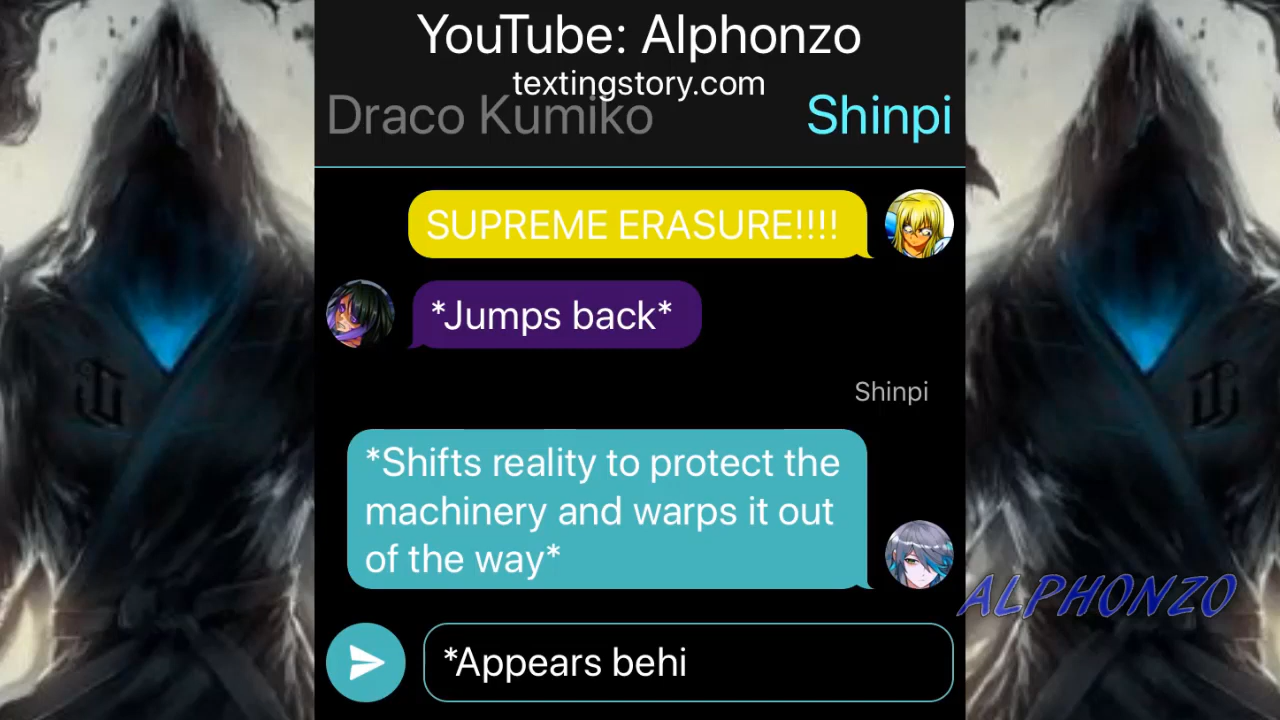 YouTube: Alphonzo
textingstory.com
Draco Kumiko
Shinpi
SUPREME ERASURE!!!!
*Jumps back*
Shinpi
*Shifts reality to protect the
machinery and warps it out
of the way*
ALPHONZO
*Appears behi